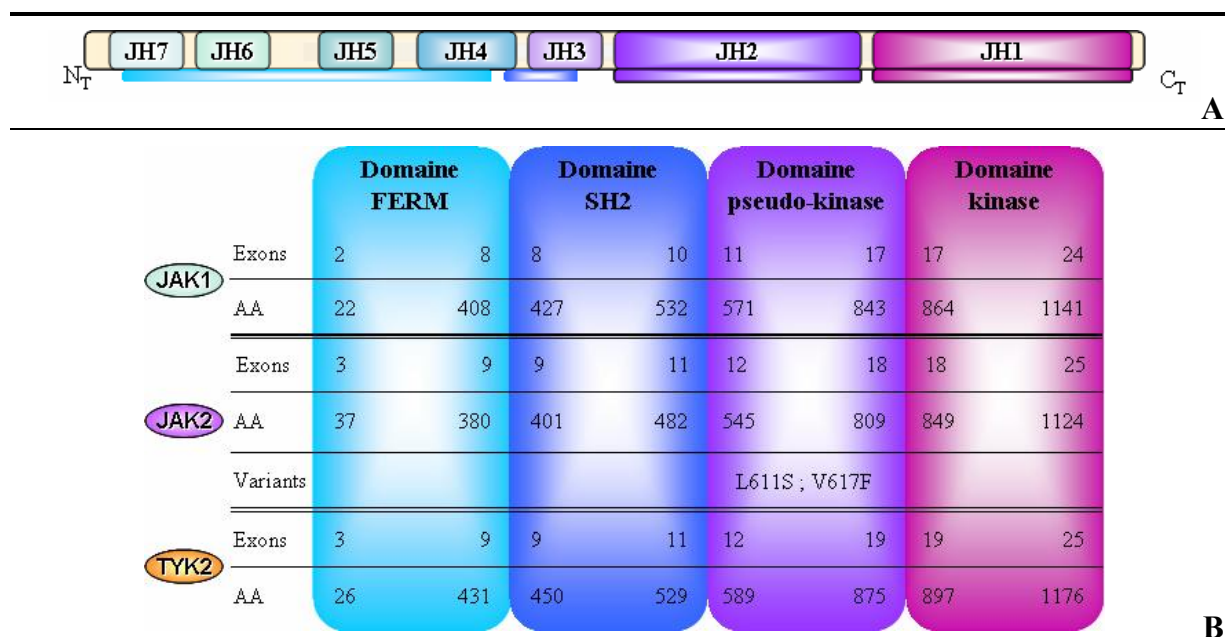 JH7 JH6 JH5 JH4 JH3 JH2 JH1
NT CT
A
Domaine Domaine Domaine Domaine
FERM SH2 pseudo-kinase kinase
Exons 2 8 8 10 11 17 17 24
JAK1
AA 22 408 427 532 571 843 864 1141
Exons 3 9 9 11 12 18 18 25
JAK2 AA 37 380 401 482 545 809 849 1124
Variants L611S ; V617F
Exons 3 9 9 11 12 19 19 25
TYK2
AA 26 431 450 529 589 875 897 1176
B